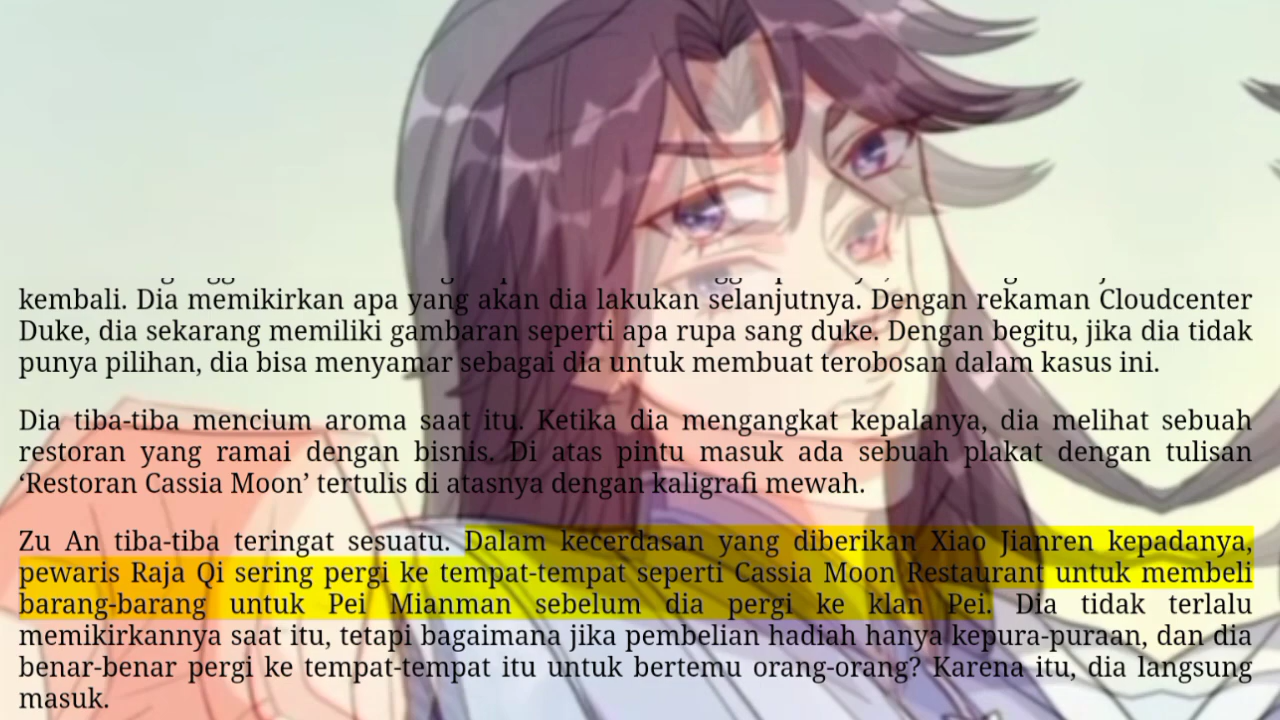 kembali. Dia memikirkan apa yang akan dia lakukan selanjutnya. Dengan rekaman Cloudcenter
Duke, dia sekarang memiliki gambaran seperti apa rupa sang duke. Dengan begitu, jika dia tidak
punya pilihan, dia bisa menyamar sebagai dia untuk membuat terobosan dalam kasus ini.
Dia tiba-tiba mencium aroma saat itu. Ketika dia mengangkat kepalanya, dia melihat sebuah
restoran yang ramai dengan bisnis. Di atas pintu masuk ada sebuah plakat dengan tulisan
‘Restoran Cassia Moon’ tertulis di atasnya dengan kaligrafi mewah.
Zu An tiba-tiba teringat sesuatu. Dalam kecerdasan yang diberikan Xiao Jianren kepadanya,
pewaris Raja Qi sering pergi ke tempat-tempat seperti Cassia Moon Restaurant untuk membeli
barang-barang untuk Pei Mianman sebelum dia pergi ke klan Pei. Dia tidak terlalu
memikirkannya saat itu, tetapi bagaimana jika pembelian hadiah hanya kepura-puraan, dan dia
benar-benar pergi ke tempat-tempat itu untuk bertemu orang-orang? Karena itu, dia langsung
masuk.